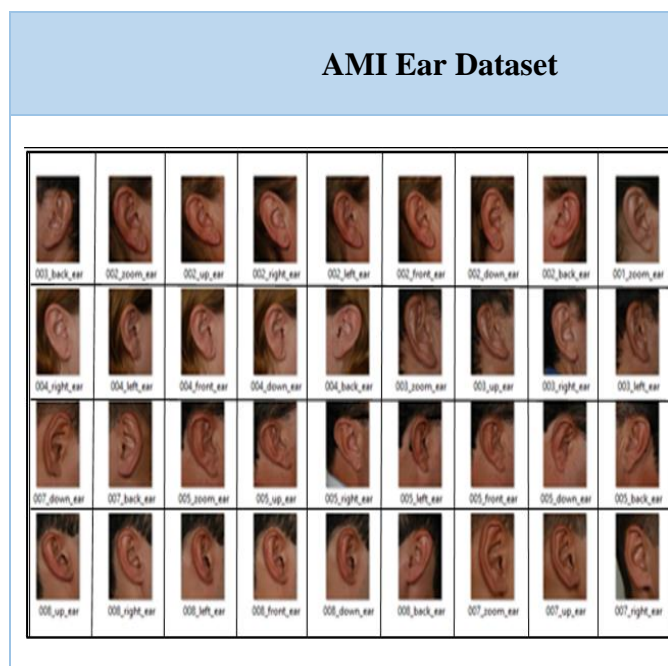 AMI Ear Dataset
003_back_ear 002_zoom_ear 002_up_ear 002_right_ear 002_left_ear 002_front_ear 002_down_ear 002_back_ear 001_zoom_ear
004_right_ear 004_left_ear 004_front_ear 004_down_ear 004_back_ear 003_zoom_ear 003_up_ear 003_right_ear 003_left_ear
007_down_ear 007_back_ear 005_zoom_ear 005_up_ear 005_right_ear 005_left_ear 005_front_ear 005_down_ear 005_back_ear
008_up_ear 008_right_ear 008_left_ear 008_front_ear 008_down_ear 008_back_ear 007_zoom_ear 007_up_ear 007_right_ear